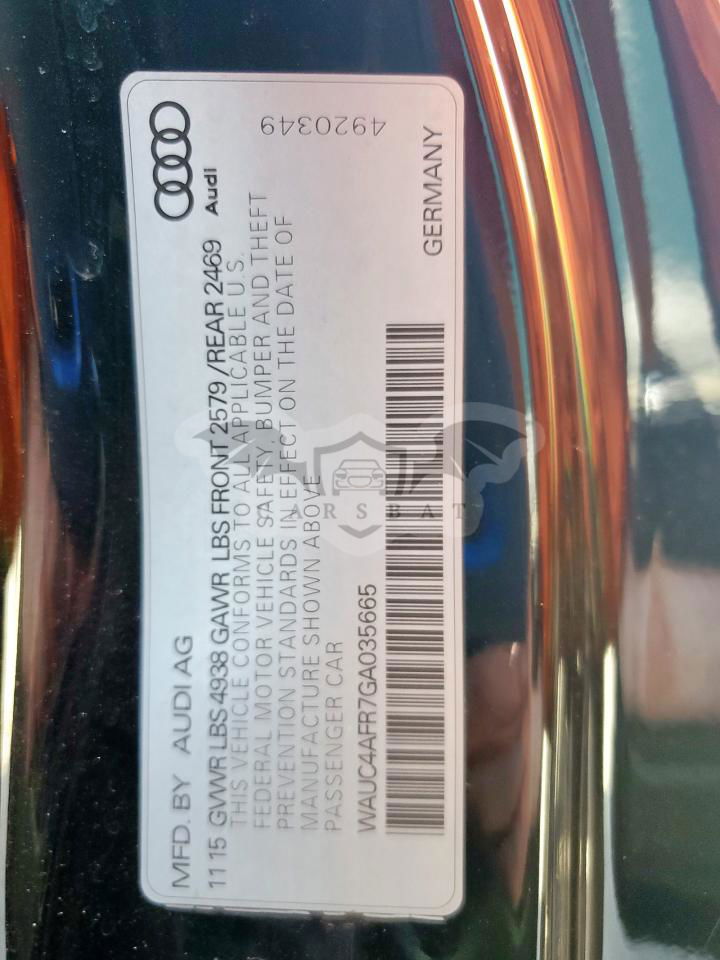 MFD. BY AUDI AG
1115 GVWR LBS 4938 GAWR LBS FRONT 2579 /REAR 2469
THIS VEHICLE CONFORMS TO ALL APPLICABLE U.S.
FEDERAL MOTOR VEHICLE SAFETY, BUMPER AND THEFT
PREVENTION STANDARDS IN EFFECT ON THE DATE OF
MANUFACTURE SHOWN ABOVE
PASSENGER CAR
WAUC4AFR7GA035665
GERMANY
Audi
4920349
CARSBAT